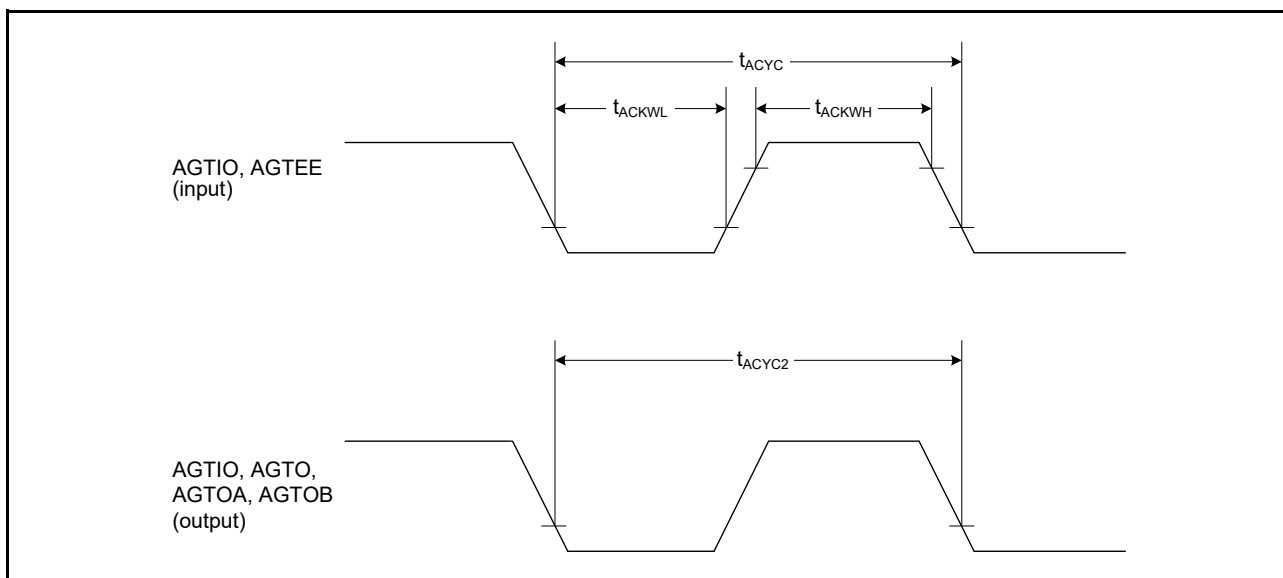 tACYC
tACKWL
tACKWH
AGTIO, AGTEE
(input)
tACYC2
AGTIO, AGTO,
AGTOA, AGTOB
(output)